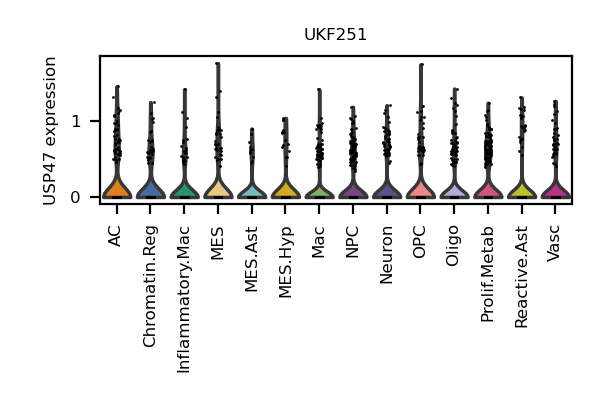 UKF251
USP47 expression
1
0
AC
Chromatin.Reg
Inflammatory.Mac
MES
MES.Ast
MES.Hyp
Mac
NPC
Neuron
OPC
Oligo
Prolif.Metab
Reactive.Ast
Vasc